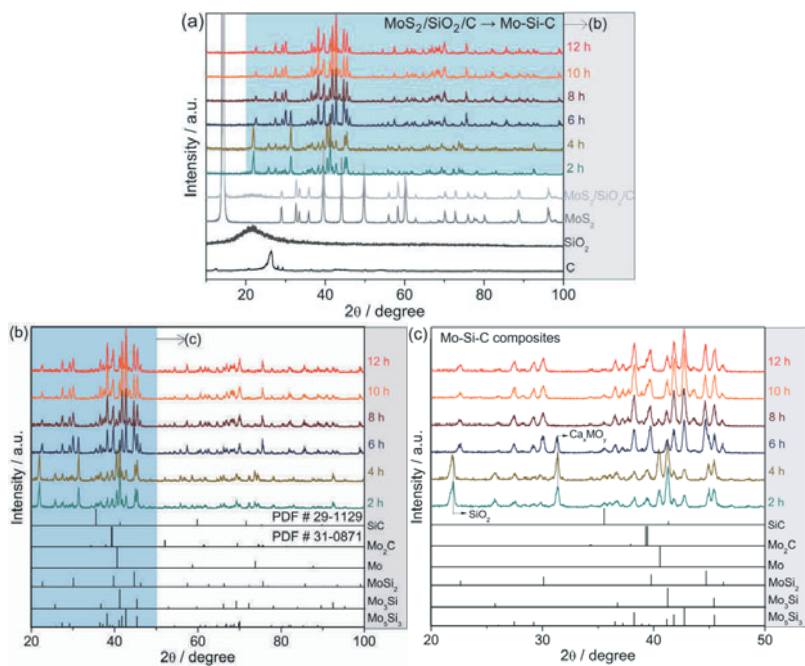 (a)
MoS₂/SiO₂/C → Mo-Si-C
(b)
12 h
10 h
8 h
6 h
4 h
2 h
MoS₂/SiO₂/C
MoS₂
SiO₂
C
Intensity / a.u.
20 40 60 80 100
2θ / degree
(b)
(c)
12 h
10 h
8 h
6 h
4 h
2 h
PDF # 29-1129
SiC
PDF # 31-0871
Mo₂C
Mo
MoSi₂
Mo₃Si
Mo₅Si₃
Intensity / a.u.
20 40 60 80 100
2θ / degree
(c)
Mo-Si-C composites
12 h
10 h
8 h
6 h
CaₓMOᵧ
4 h
2 h
SiO₂
SiC
Mo₂C
Mo
MoSi₂
Mo₃Si
Mo₅Si₃
Intensity / a.u.
20 30 40 50
2θ / degree